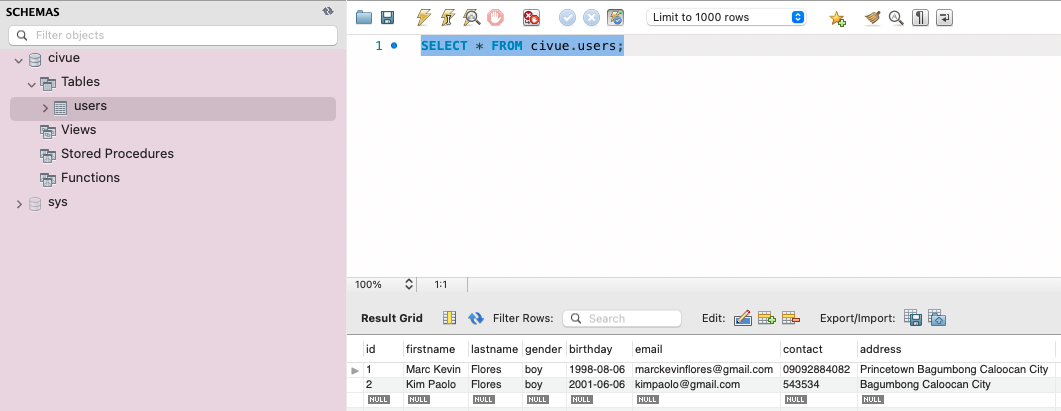 SCHEMAS
Filter objects
civue
Tables
users
Views
Stored Procedures
Functions
sys
Limit to 1000 rows
1 SELECT * FROM civue.users;
100% 1:1
Result Grid Filter Rows: Search Edit: Export/Import:
id firstname lastname gender birthday email contact address
1 Marc Kevin Flores boy 1998-08-06 marckevinflores@gmail.com 09092884082 Princetown Bagumbong Caloocan City
2 Kim Paolo Flores boy 2001-06-06 kimpaolo@gmail.com 543534 Bagumbong Caloocan City
NULL NULL NULL NULL NULL NULL NULL NULL